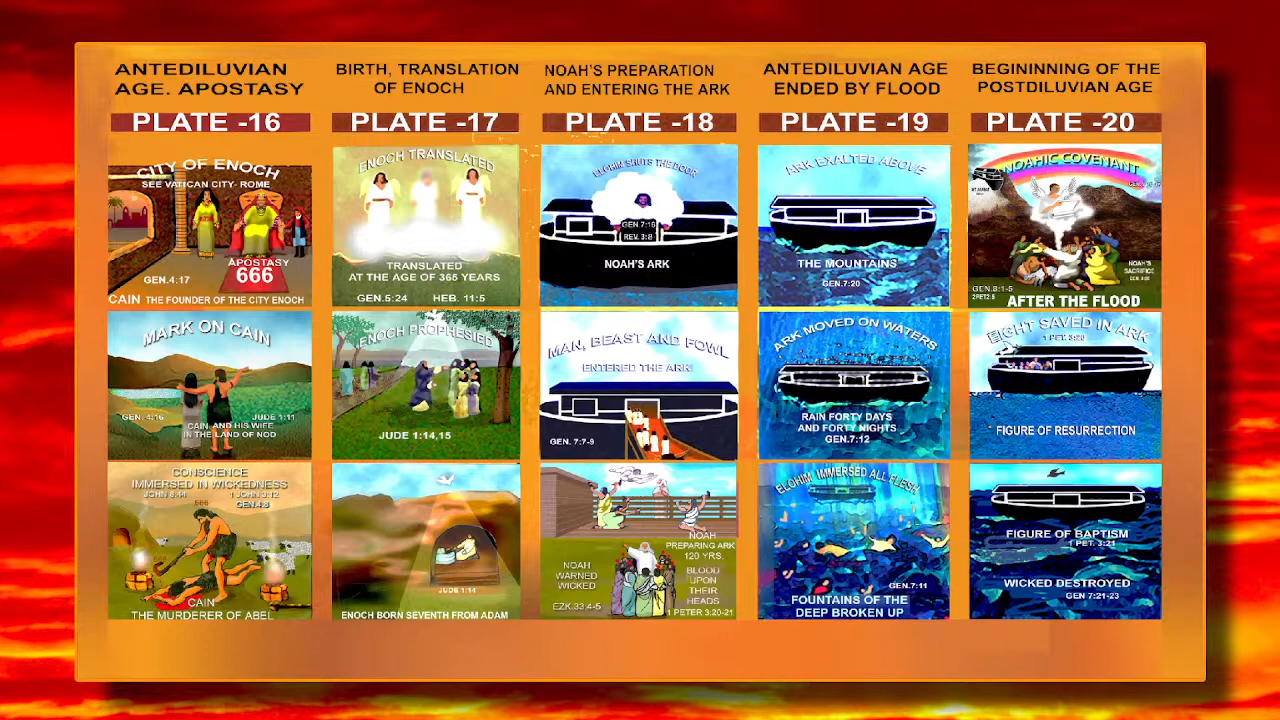 ANTEDILUVIAN
AGE. APOSTASY
PLATE -16
CITY OF ENOCH
SEE VATICAN CITY- ROME
APOSTASY
666
GEN.4:17
CAIN THE FOUNDER OF THE CITY ENOCH
MARK ON CAIN
GEN. 4:16
JUDE 1:11
CAIN AND HIS WIFE
IN THE LAND OF NOD
CONSCIENCE
IMMERSED IN WICKEDNESS
JOHN 8:44
1 JOHN 3:12
GEN.4:8
666
CAIN
THE MURDERER OF ABEL
BIRTH, TRANSLATION
OF ENOCH
PLATE -17
ENOCH TRANSLATED
TRANSLATED
AT THE AGE OF 365 YEARS
GEN.5:24 HEB. 11:5
ENOCH PROPHESIED
JUDE 1:14,15
JUDE 1:14
ENOCH BORN SEVENTH FROM ADAM
NOAH'S PREPARATION
AND ENTERING THE ARK
PLATE -18
ELOHIM SHUTS THE DOOR
GEN.7:16
REV. 3:8
NOAH'S ARK
MAN, BEAST AND FOWL
ENTERED THE ARK
GEN. 7:7-9
NOAH
PREPARING ARK
120 YRS.
NOAH
WARNED
WICKED
EZK.33:4-5
BLOOD
UPON
THEIR
HEADS
1 PETER 3:20-21
ANTEDILUVIAN AGE
ENDED BY FLOOD
PLATE -19
ARK EXALTED ABOVE
THE MOUNTAINS
GEN.7:20
ARK MOVED ON WATERS
RAIN FORTY DAYS
AND FORTY NIGHTS
GEN.7:12
ELOHIM IMMERSED ALL FLESH
GEN.7:11
FOUNTAINS OF THE
DEEP BROKEN UP
BEGININNING OF THE
POSTDILUVIAN AGE
PLATE -20
NOAHIC COVENANT
NOAH'S
SACRIFICE
GEN.8:1-5
2PET2:5
AFTER THE FLOOD
EIGHT SAVED IN ARK
1 PET. 3:20
FIGURE OF RESURRECTION
FIGURE OF BAPTISM
1 PET. 3:21
WICKED DESTROYED
GEN 7:21-23